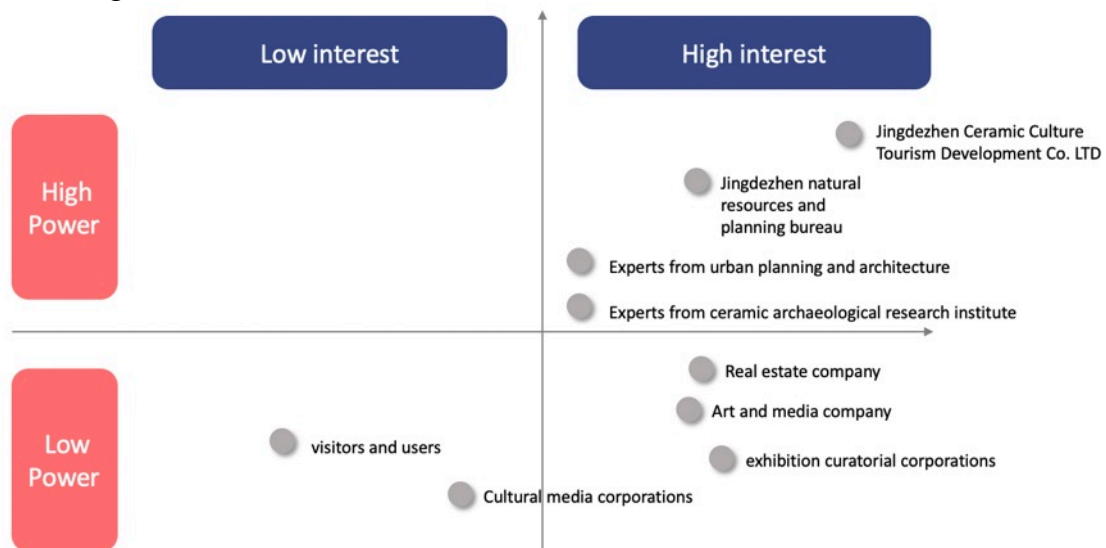 Low interest
High interest
High
Power
Jingdezhen Ceramic Culture
Tourism Development Co. LTD
Jingdezhen natural
resources and
planning bureau
Experts from urban planning and architecture
Experts from ceramic archaeological research institute
Low
Power
Real estate company
Art and media company
visitors and users
exhibition curatorial corporations
Cultural media corporations